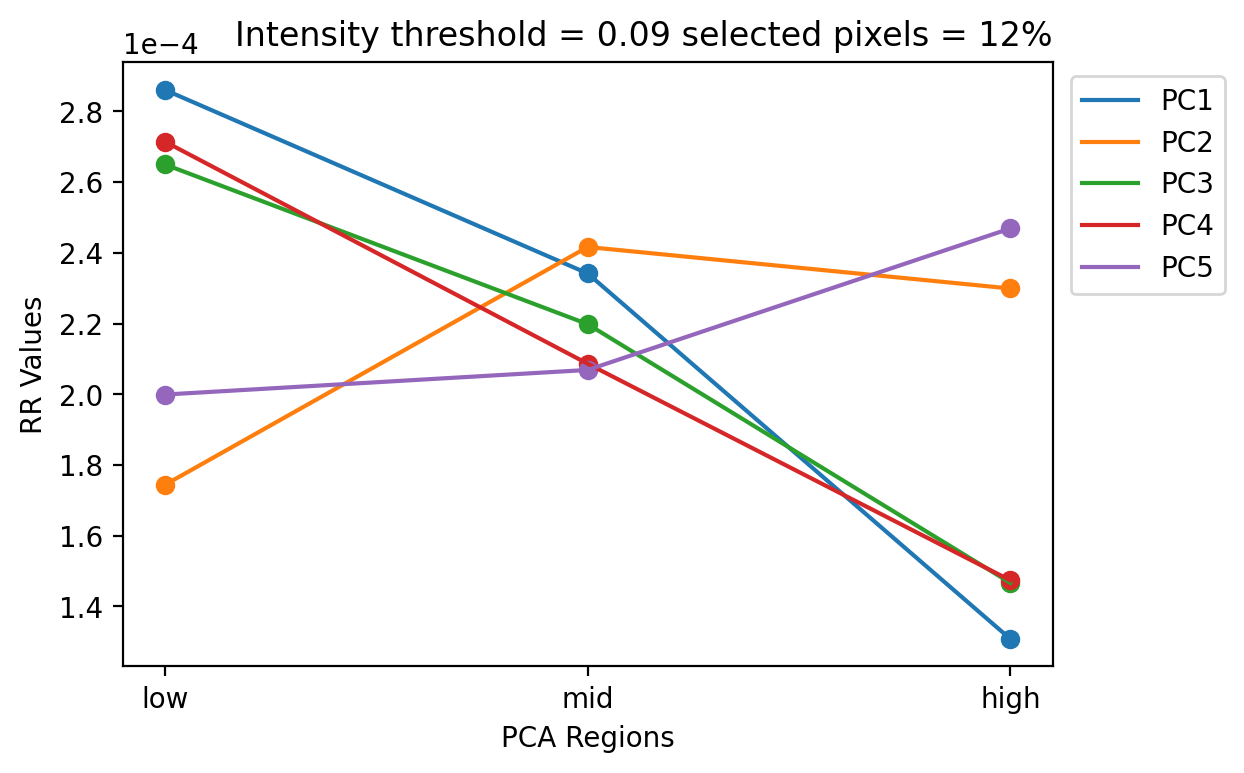 Intensity threshold = 0.09 selected pixels = 12%
1e−4
2.8
2.6
2.4
2.2
2.0
1.8
1.6
1.4
RR Values
low
mid
high
PCA Regions
PC1
PC2
PC3
PC4
PC5